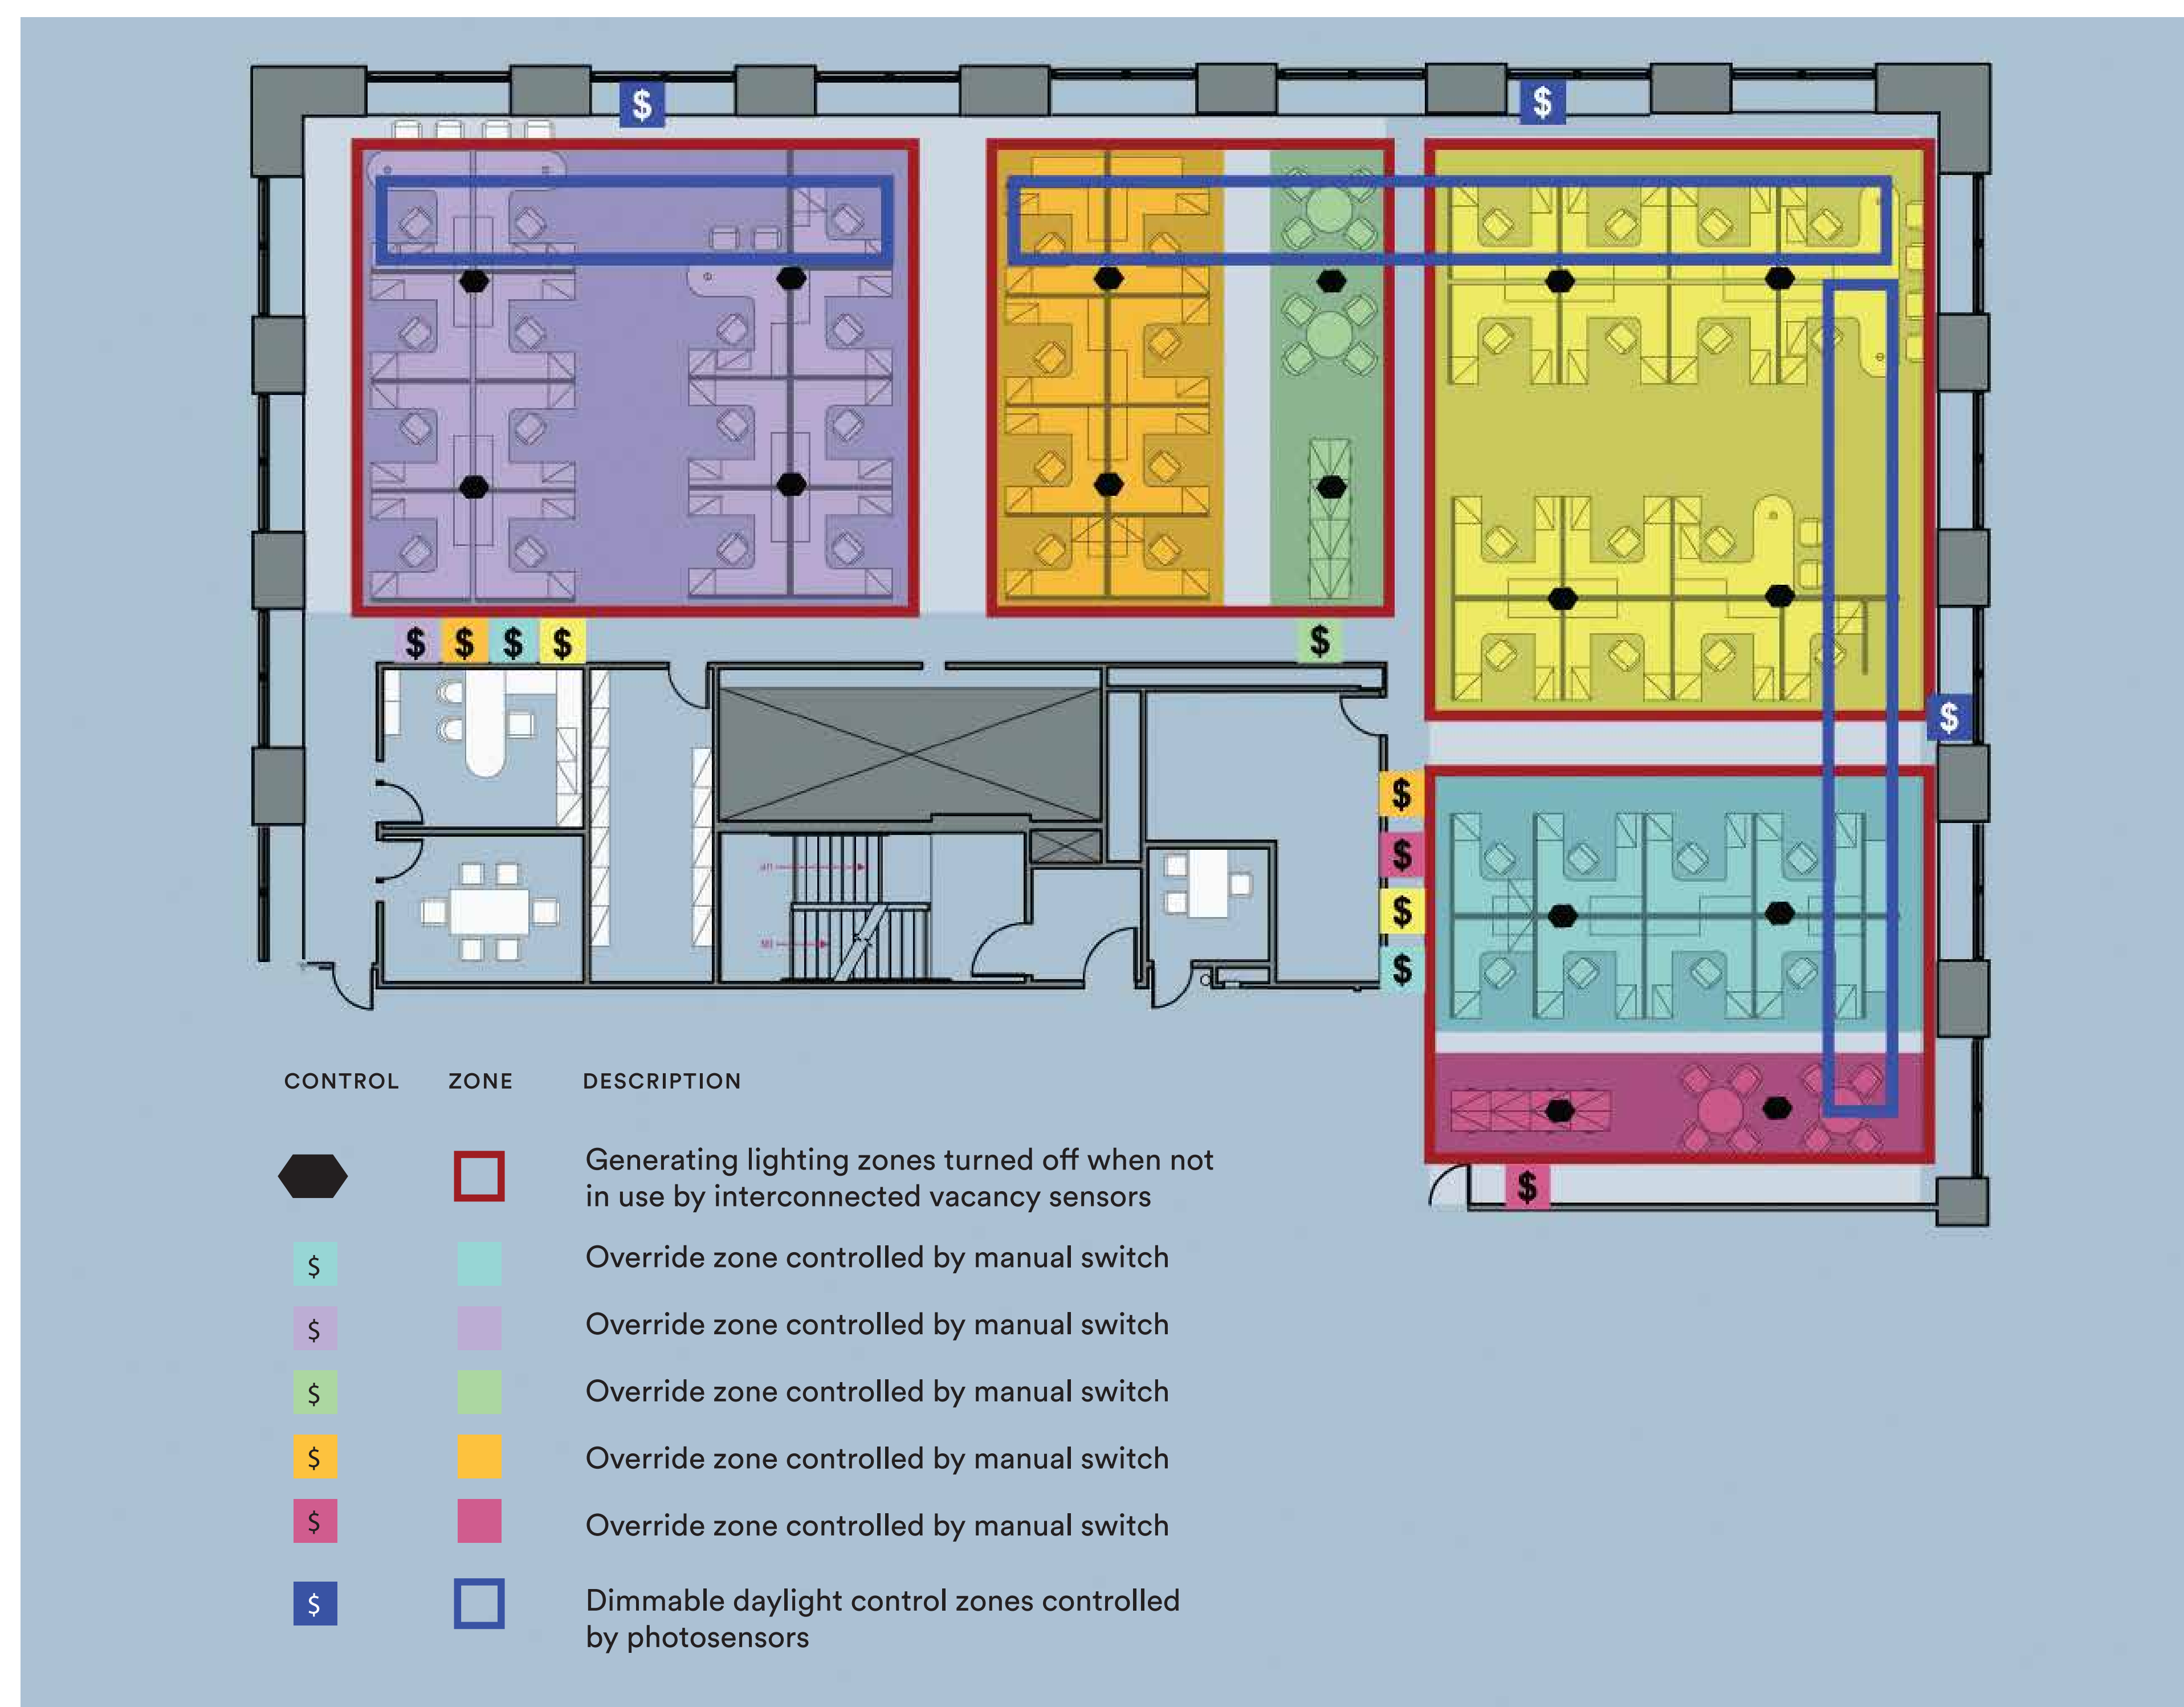 $ $
$ $ $ $ $
$
$
$
$
$
$
CONTROL ZONE DESCRIPTION
Generating lighting zones turned off when not
in use by interconnected vacancy sensors
$ Override zone controlled by manual switch
$ Override zone controlled by manual switch
$ Override zone controlled by manual switch
$ Override zone controlled by manual switch
$ Override zone controlled by manual switch
$ Dimmable daylight control zones controlled
by photosensors